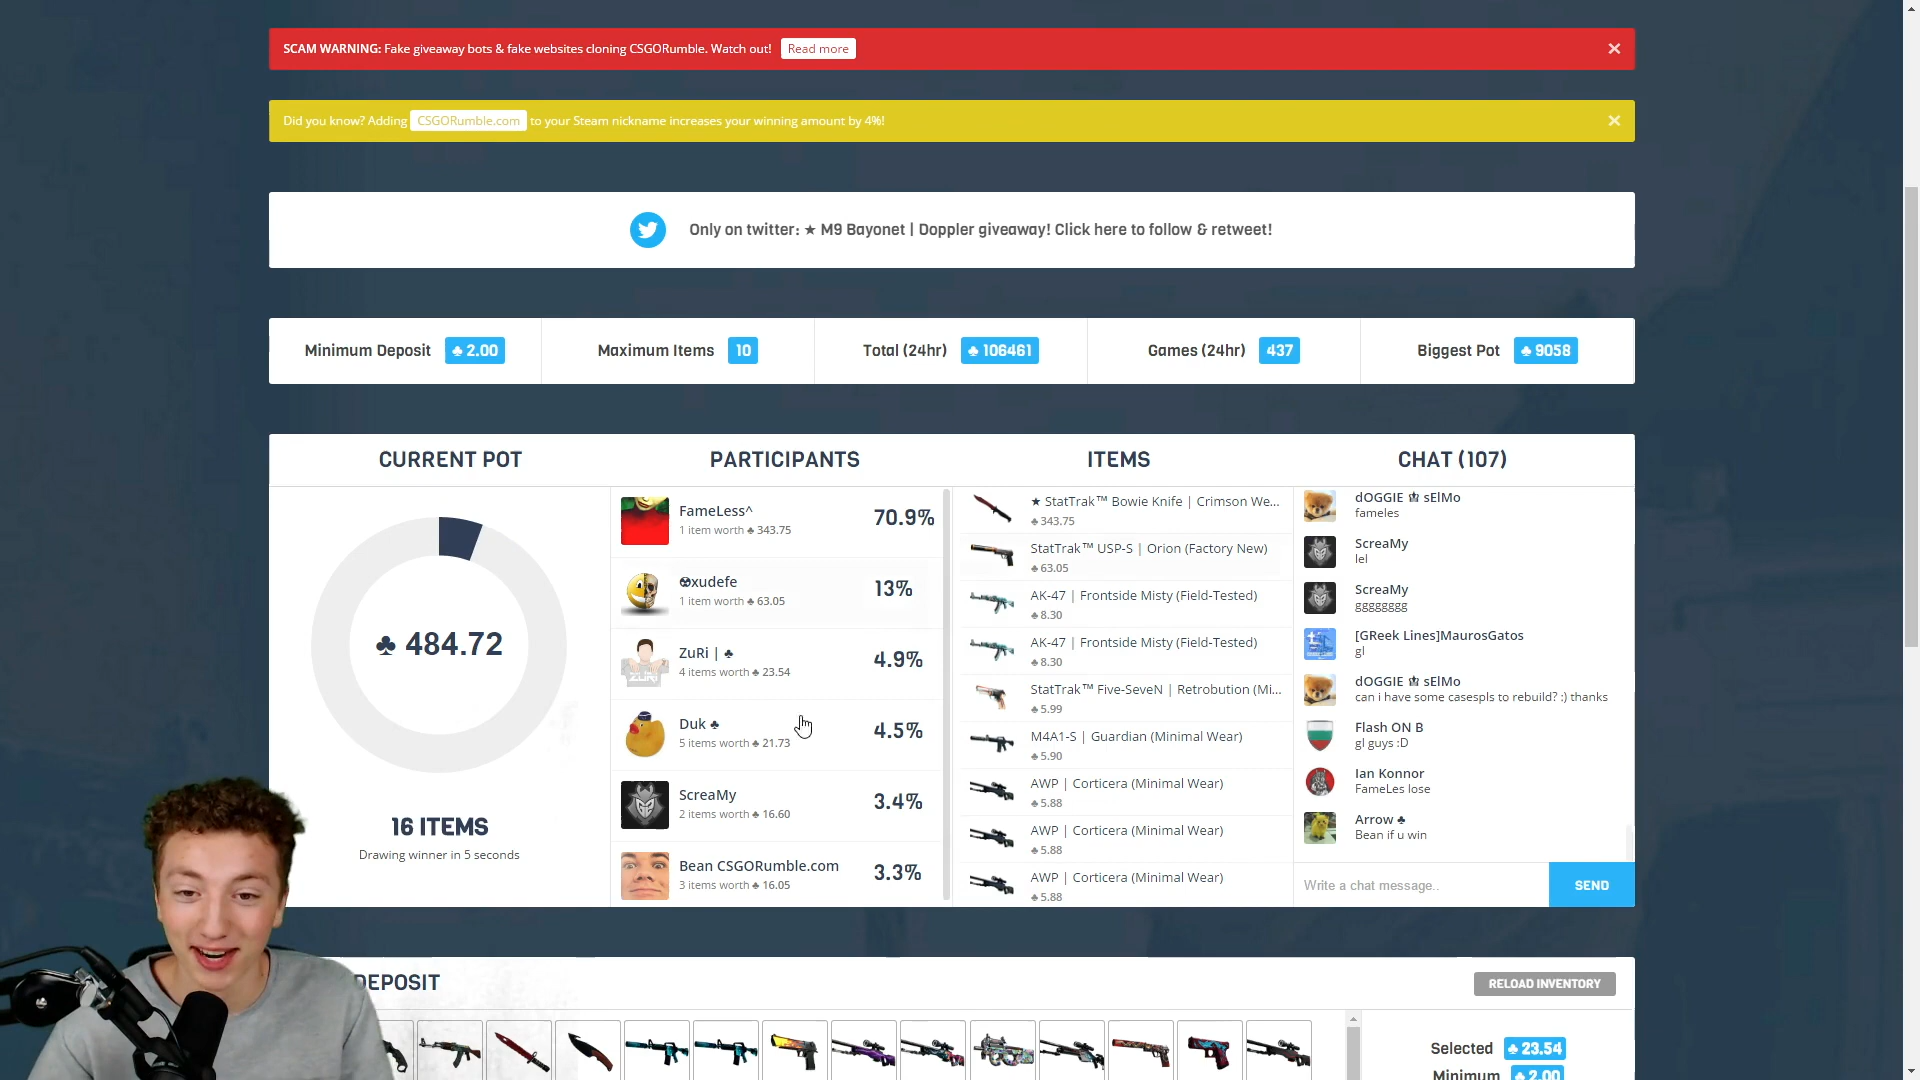 SCAM WARNING: Fake giveaway bots & fake websites cloning CSGORumble. Watch out! Read more
Did you know? Adding CSGORumble.com to your Steam nickname increases your winning amount by 4%!
Only on twitter: ★ M9 Bayonet | Doppler giveaway! Click here to follow & retweet!
Minimum Deposit ♣ 2.00
Maximum Items 10
Total (24hr) ♣ 106461
Games (24hr) 437
Biggest Pot ♣ 9058
CURRENT POT
♣ 484.72
16 ITEMS
Drawing winner in 5 seconds
PARTICIPANTS
FameLess^ 70.9%
1 item worth ♣ 343.75
☢xudefe 13%
1 item worth ♣ 63.05
ZuRi | ♣ 4.9%
4 items worth ♣ 23.54
Duk ♣ 4.5%
5 items worth ♣ 21.73
ScreaMy 3.4%
2 items worth ♣ 16.60
Bean CSGORumble.com 3.3%
3 items worth ♣ 16.05
ITEMS
★ StatTrak™ Bowie Knife | Crimson We...
♣ 343.75
StatTrak™ USP-S | Orion (Factory New)
♣ 63.05
AK-47 | Frontside Misty (Field-Tested)
♣ 8.30
AK-47 | Frontside Misty (Field-Tested)
♣ 8.30
StatTrak™ Five-SeveN | Retrobution (Mi...
♣ 5.99
M4A1-S | Guardian (Minimal Wear)
♣ 5.90
AWP | Corticera (Minimal Wear)
♣ 5.88
AWP | Corticera (Minimal Wear)
♣ 5.88
AWP | Corticera (Minimal Wear)
♣ 5.88
CHAT (107)
dOGGIE sElMo
fameles
ScreaMy
lel
ScreaMy
gggggggg
[GReek Lines]MaurosGatos
gl
dOGGIE sElMo
can i have some casespls to rebuild? :) thanks
Flash ON B
gl guys :D
Ian Konnor
FameLes lose
Arrow ♣
Bean if u win
Write a chat message..
SEND
DEPOSIT
RELOAD INVENTORY
Selected ♣ 23.54
Minimum ♣ 2.00
ZURI